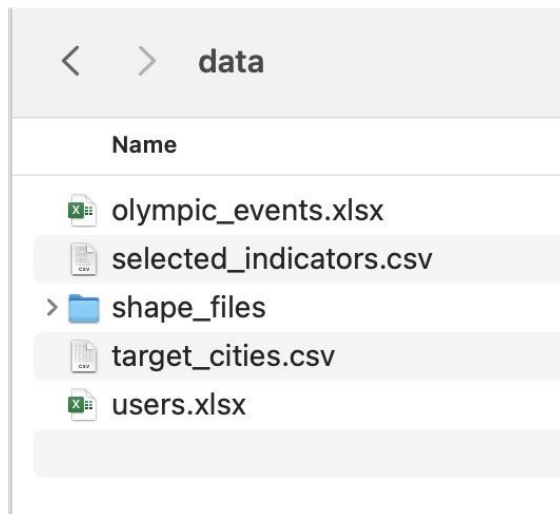 data
Name
olympic_events.xlsx
selected_indicators.csv
shape_files
target_cities.csv
users.xlsx